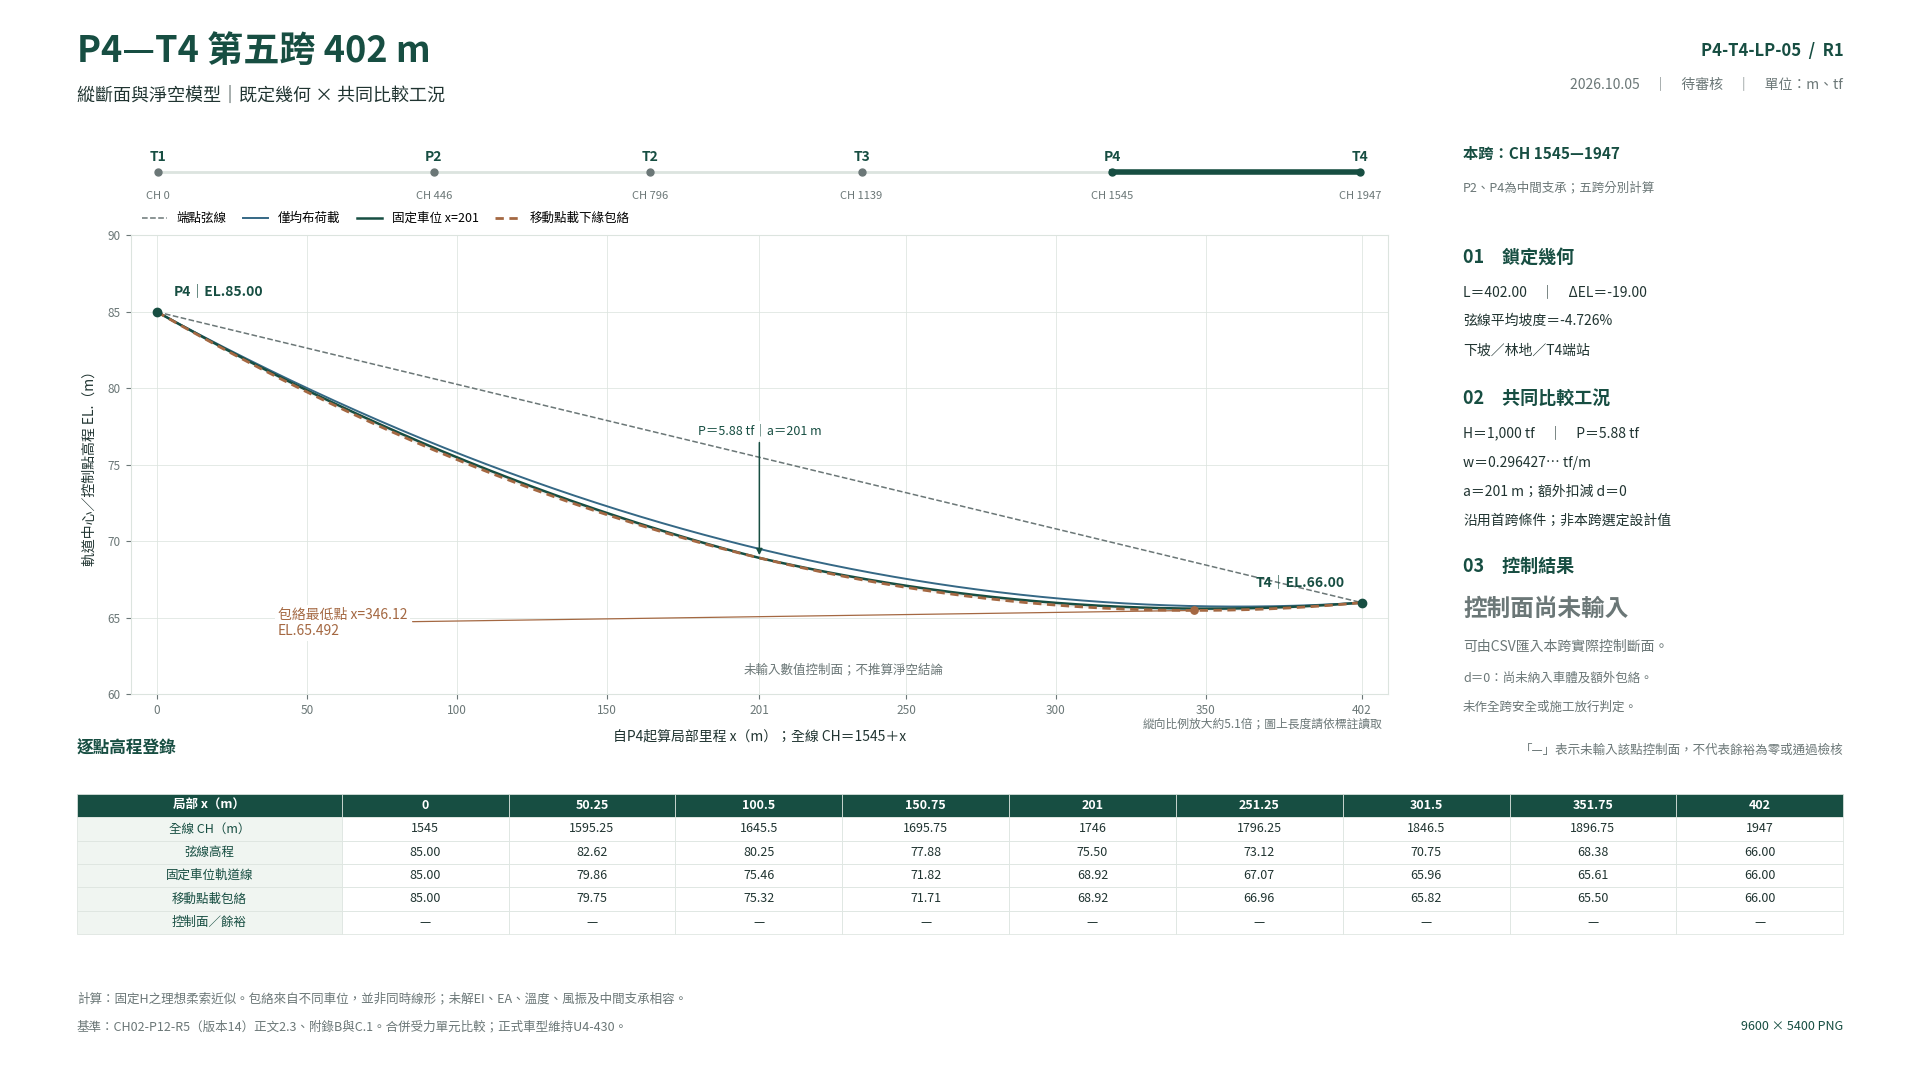 P4—T4 第五跨 402 m
P4-T4-LP-05 / R1
縱斷面與淨空模型｜既定幾何 × 共同比較工況
2026.10.05 ｜ 待審核 ｜ 單位：m、tf
T1 P2 T2 T3 P4 T4
CH 0 CH 446 CH 796 CH 1139 CH 1545 CH 1947
本跨：CH 1545—1947
P2、P4為中間支承；五跨分別計算
端點弦線 僅均布荷載 固定車位 x=201 移動點載下緣包絡
軌道中心／控制點高程 EL.（m）
90
85
80
75
70
65
60
P4｜EL.85.00
P＝5.88 tf｜a＝201 m
T4｜EL.66.00
包絡最低點 x=346.12
EL.65.492
未輸入數值控制面；不推算淨空結論
0 50 100 150 201 250 300 350 402
縱向比例放大約5.1倍；圖上長度請依標註讀取
自P4起算局部里程 x（m）；全線 CH＝1545＋x
01 鎖定幾何
L＝402.00 ｜ ΔEL＝-19.00
弦線平均坡度＝-4.726%
下坡／林地／T4端站
02 共同比較工況
H＝1,000 tf ｜ P＝5.88 tf
w＝0.296427⋯ tf/m
a＝201 m；額外扣減 d＝0
沿用首跨條件；非本跨選定設計值
03 控制結果
控制面尚未輸入
可由CSV匯入本跨實際控制斷面。
d＝0：尚未納入車體及額外包絡。
未作全跨安全或施工放行判定。
逐點高程登錄
「—」表示未輸入該點控制面，不代表餘裕為零或通過檢核
局部 x（m） 0 50.25 100.5 150.75 201 251.25 301.5 351.75 402
全線 CH（m） 1545 1595.25 1645.5 1695.75 1746 1796.25 1846.5 1896.75 1947
弦線高程 85.00 82.62 80.25 77.88 75.50 73.12 70.75 68.38 66.00
固定車位軌道線 85.00 79.86 75.46 71.82 68.92 67.07 65.96 65.61 66.00
移動點載包絡 85.00 79.75 75.32 71.71 68.92 66.96 65.82 65.50 66.00
控制面／餘裕 — — — — — — — — —
計算：固定H之理想柔索近似。包絡來自不同車位，並非同時線形；未解EI、EA、溫度、風振及中間支承相容。
基準：CH02-P12-R5（版本14）正文2.3、附錄B與C.1。合併受力單元比較；正式車型維持U4-430。
9600 × 5400 PNG